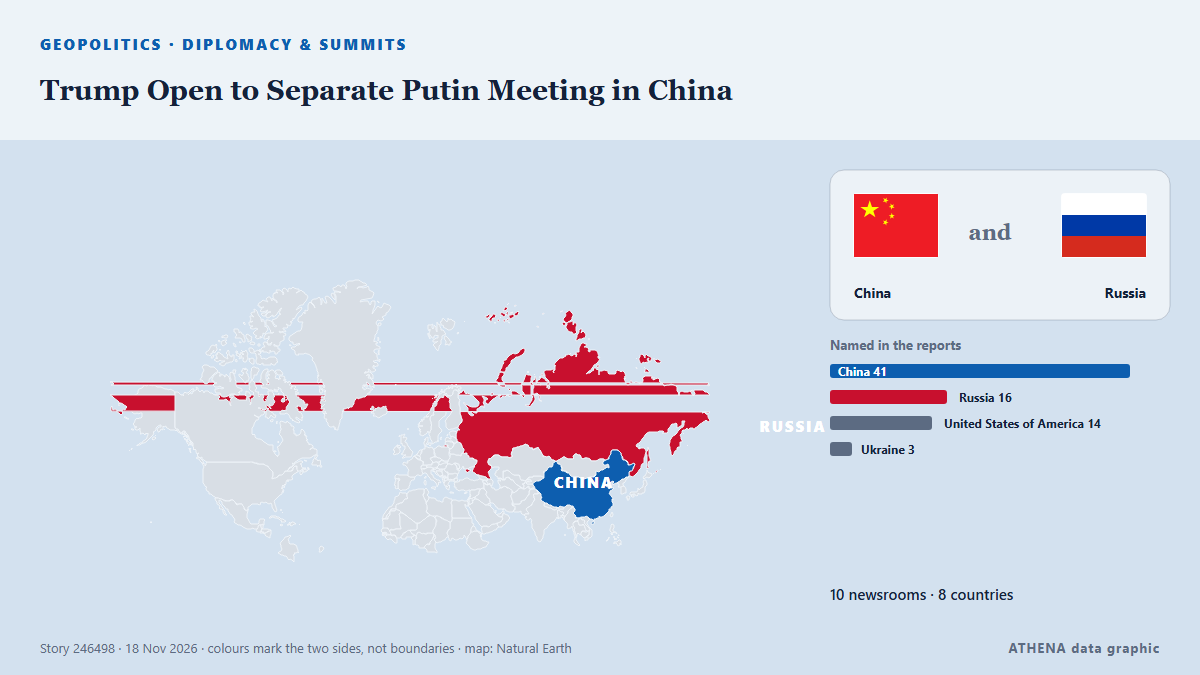 GEOPOLITICS · DIPLOMACY & SUMMITS
Trump Open to Separate Putin Meeting in China
and
China
Russia
Named in the reports
China 41
Russia 16
United States of America 14
Ukraine 3
RUSSIA
CHINA
10 newsrooms · 8 countries
Story 246498 · 18 Nov 2026 · colours mark the two sides, not boundaries · map: Natural Earth
ATHENA data graphic